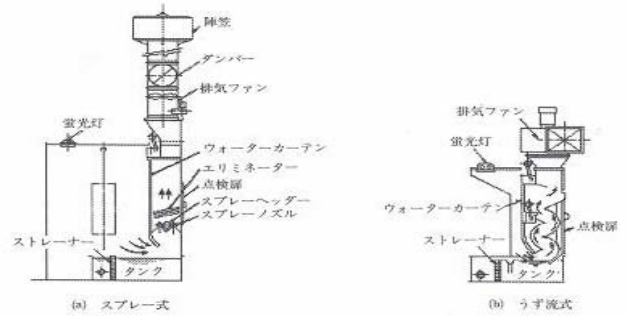 陣笠
ダンパー
排気ファン
蛍光灯
ウォーターカーテン
エリミネーター
点検扉
スプレーヘッダー
スプレーノズル
ストレーナー
タンク
(a) スプレー式
排気ファン
蛍光灯
ウォーターカーテン
点検扉
ストレーナー
タンク
(b) うず流式